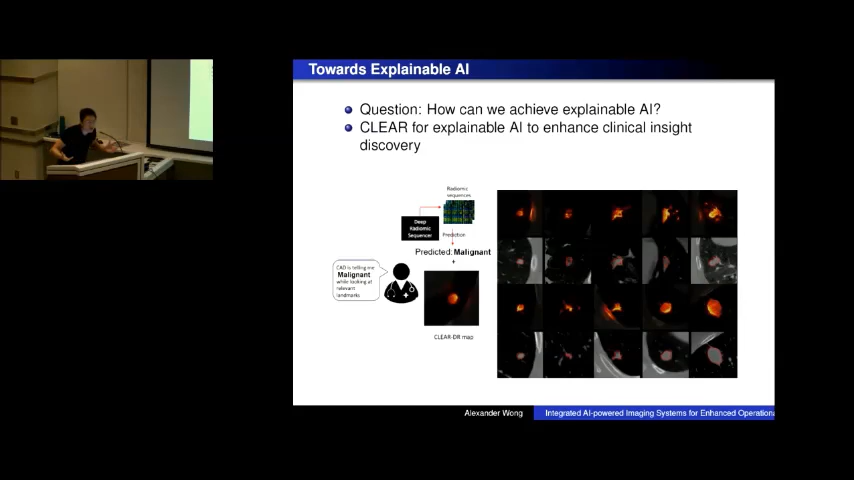 Towards Explainable AI
Question: How can we achieve explainable AI?
CLEAR for explainable AI to enhance clinical insight
discovery
Radiomic
sequences
Deep
Radiomic
Sequencer
Prediction
Predicted: Malignant
+
CAD is telling me
Malignant
while looking at
relevant
landmarks
CLEAR-DR map
Alexander Wong
Integrated AI-powered Imaging Systems for Enhanced Operationa